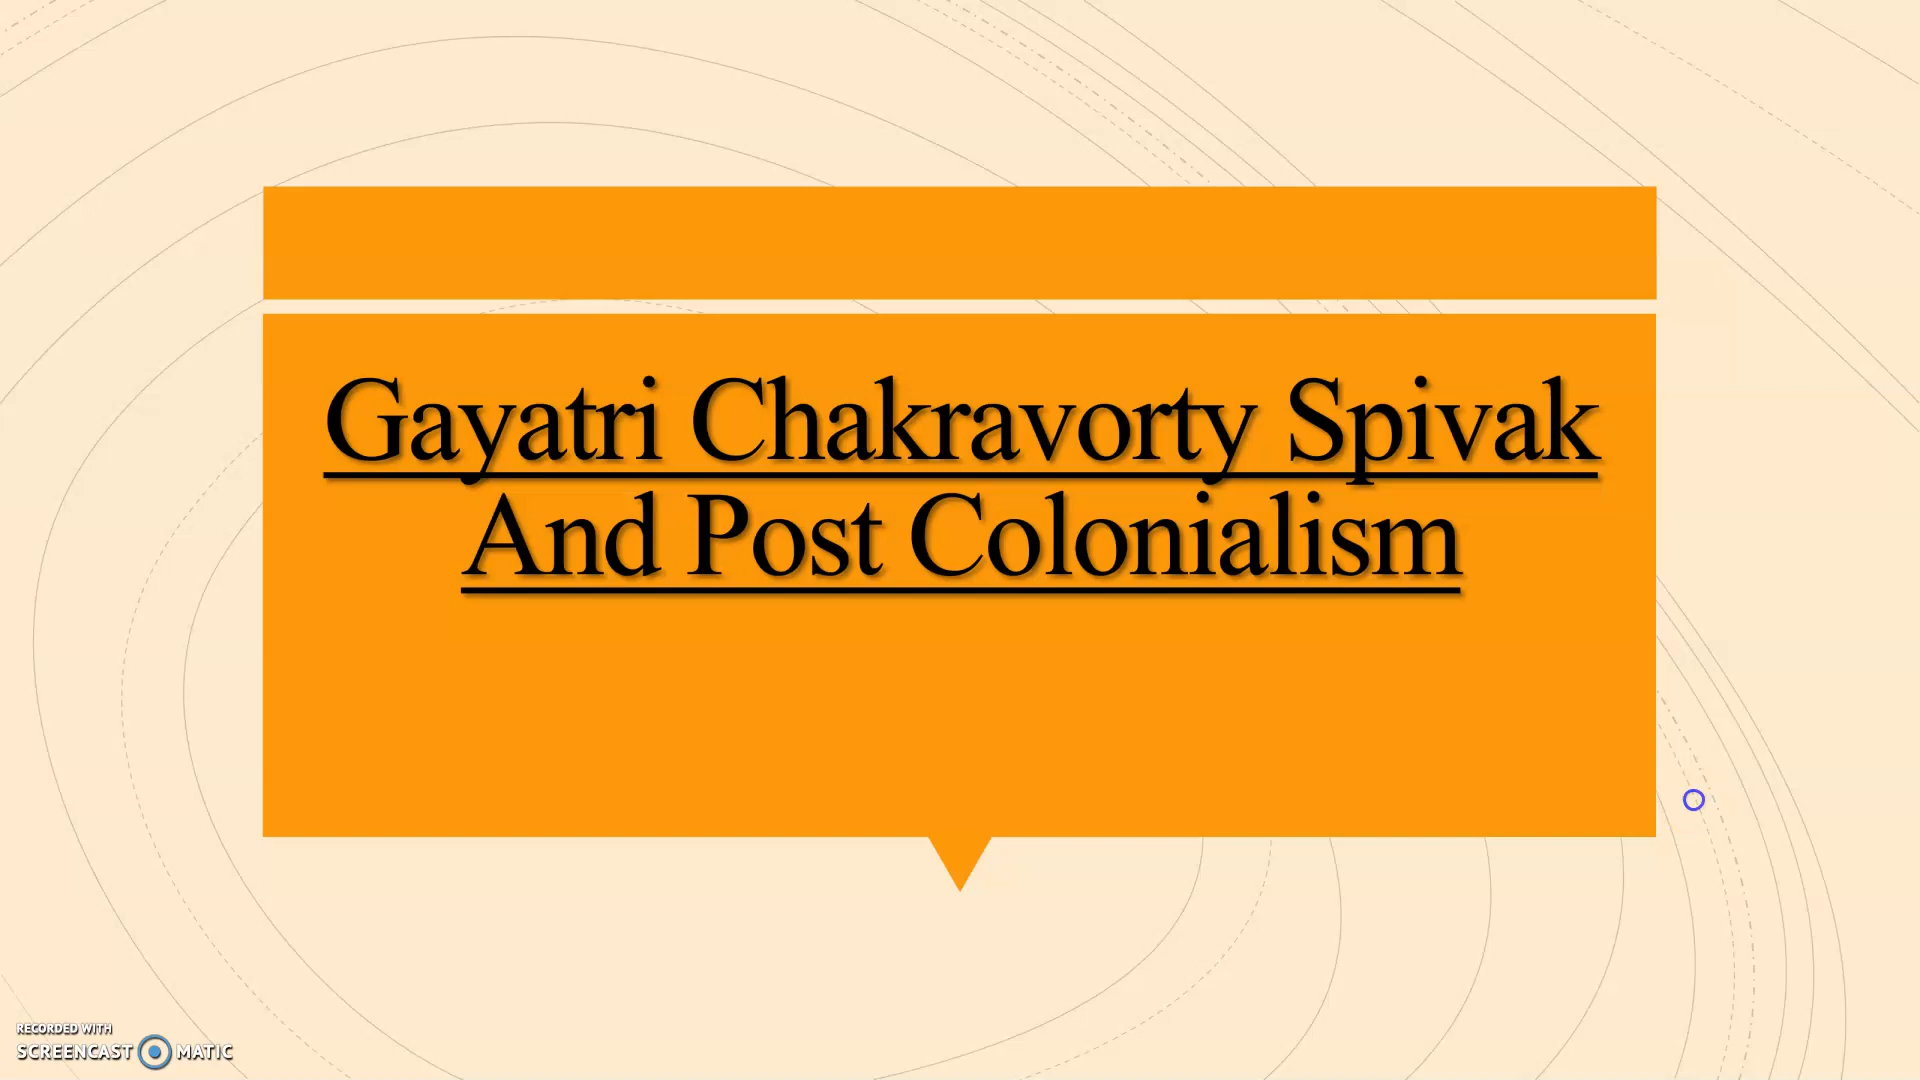 Gayatri Chakravorty Spivak
And Post Colonialism
RECORDED WITH
SCREENCAST MATIC